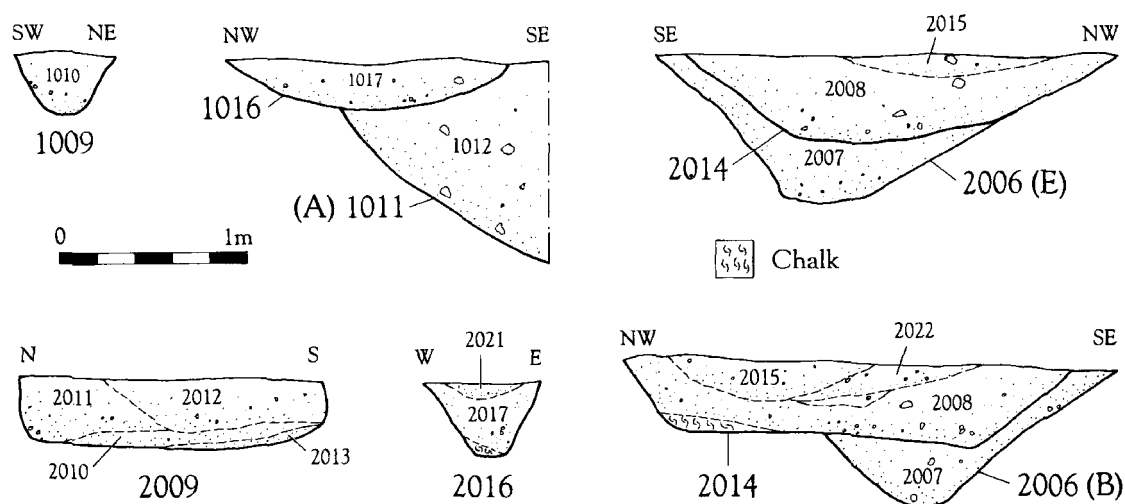 SW NE
1010
1009
NW SE
1017
1016
1012
(A) 1011
SE NW
2015
2008
2007
2014
2006 (E)
0 1m
Chalk
N S
2011 2012
2010 2013
2009
W E
2021
2017
2016
NW SE
2022
2015
2008
2007
2014
2006 (B)